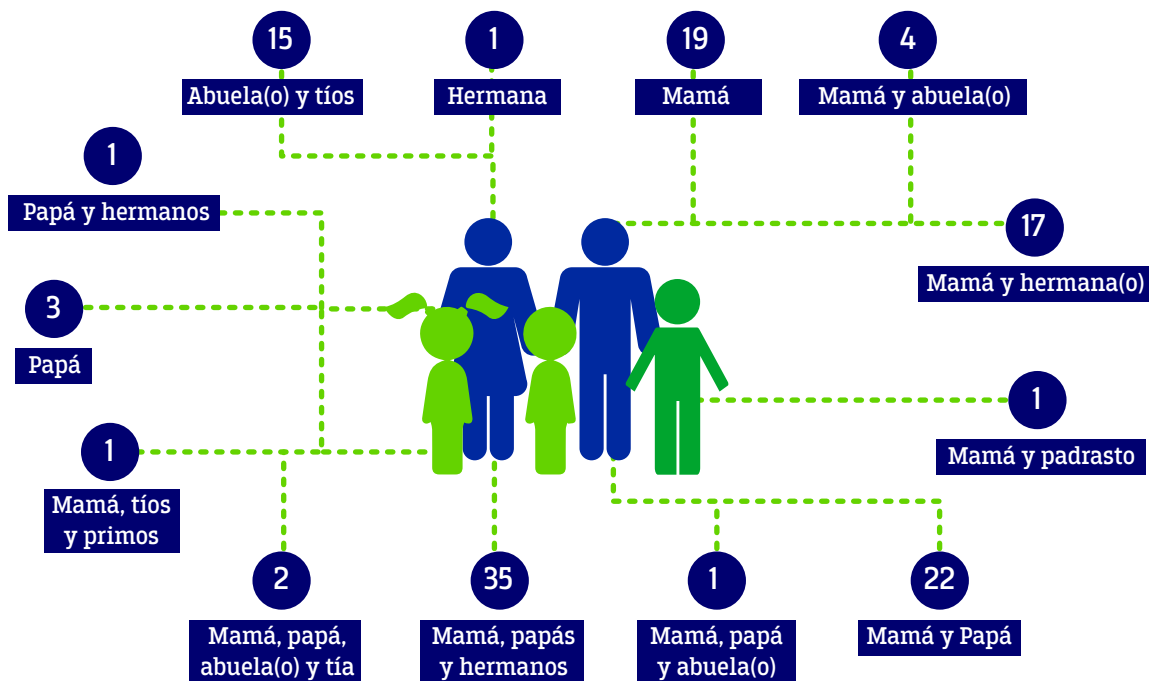 15
Abuela(o) y tíos
1
Hermana
19
Mamá
4
Mamá y abuela(o)
1
Papá y hermanos
17
Mamá y hermana(o)
3
Papá
1
Mamá y padrasto
1
Mamá, tíos
y primos
2
Mamá, papá,
abuela(o) y tía
35
Mamá, papás
y hermanos
1
Mamá, papá
y abuela(o)
22
Mamá y Papá